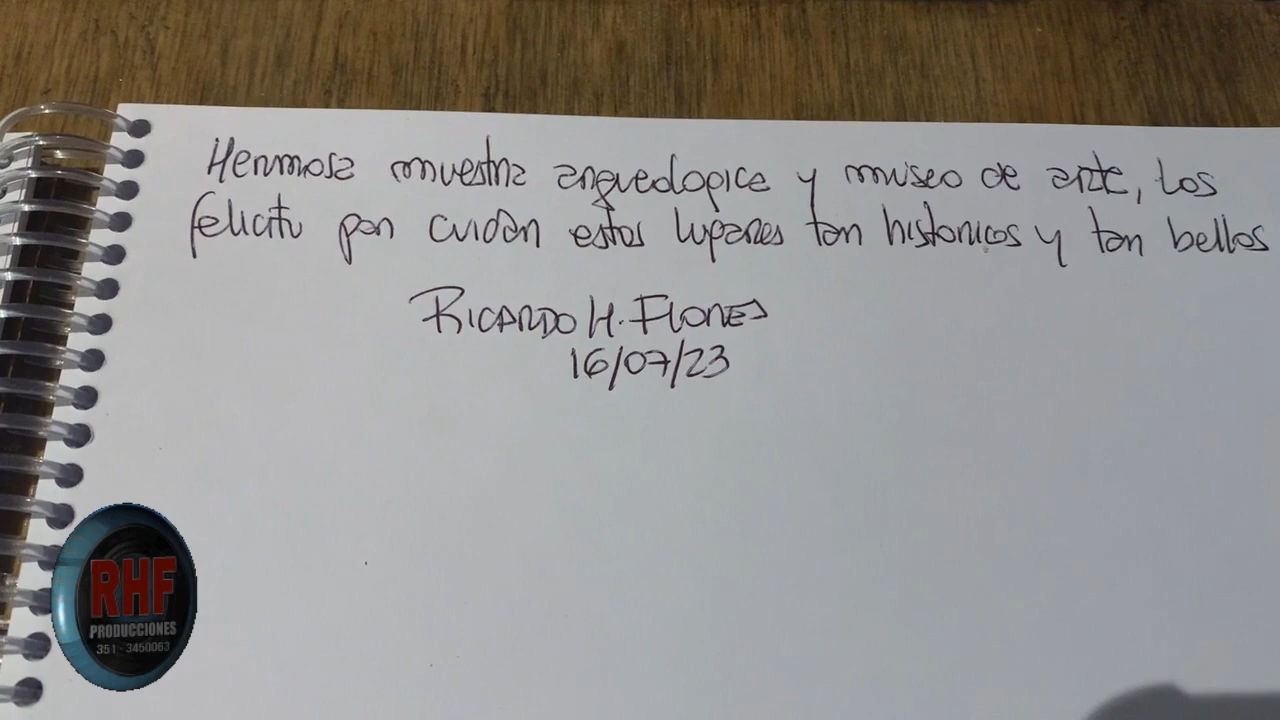 Hermosa muestra arqueologica y museo de arte, los
felicito por cuidar estos lugares tan historicos y tan bellos
RICARDO H. FLORES
16/07/23
RHF
PRODUCCIONES
351 - 3450063